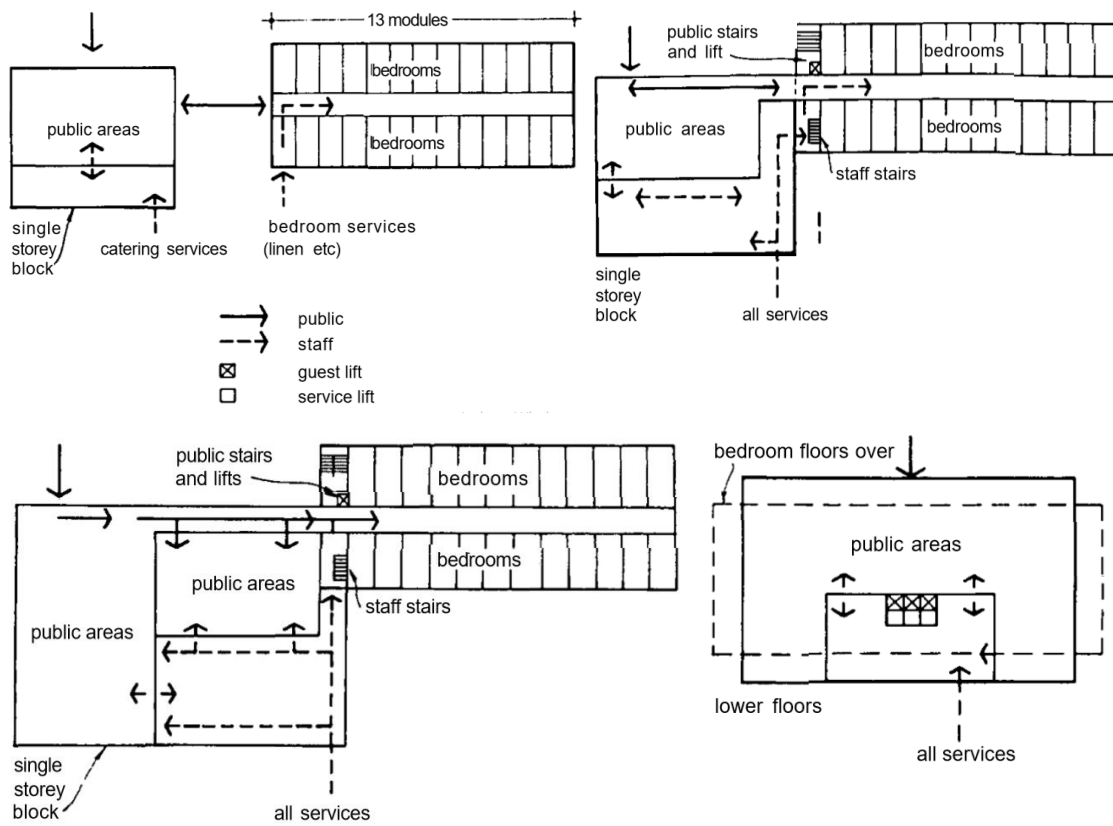 13 modules
bedrooms
bedrooms
public areas
single
storey
block
catering services
bedroom services
(linen etc)
public stairs
and lift
bedrooms
public areas
bedrooms
staff stairs
single
storey
block
all services
public
staff
guest lift
service lift
public stairs
and lifts
bedrooms
public areas
bedrooms
public areas
staff stairs
single
storey
block
all services
bedroom floors over
public areas
lower floors
all services